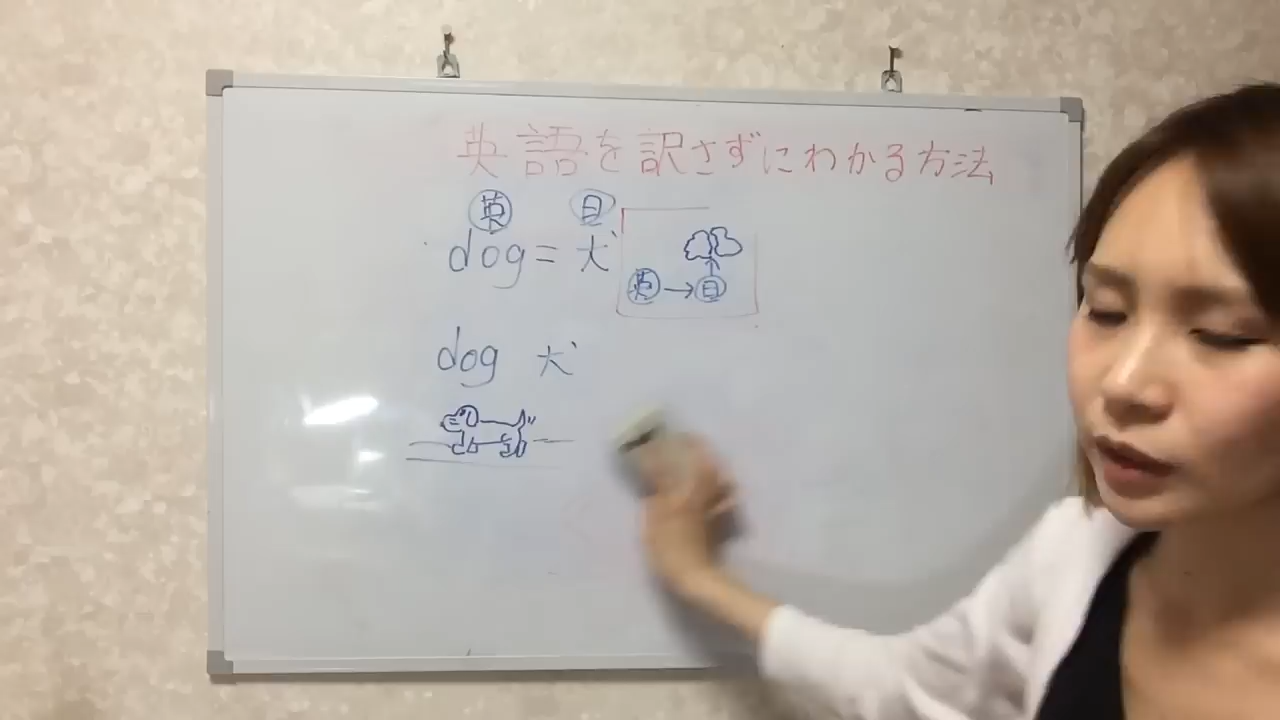 英語を訳さずにわかる方法
英 日
dog = 犬
英 → 日
dog 犬